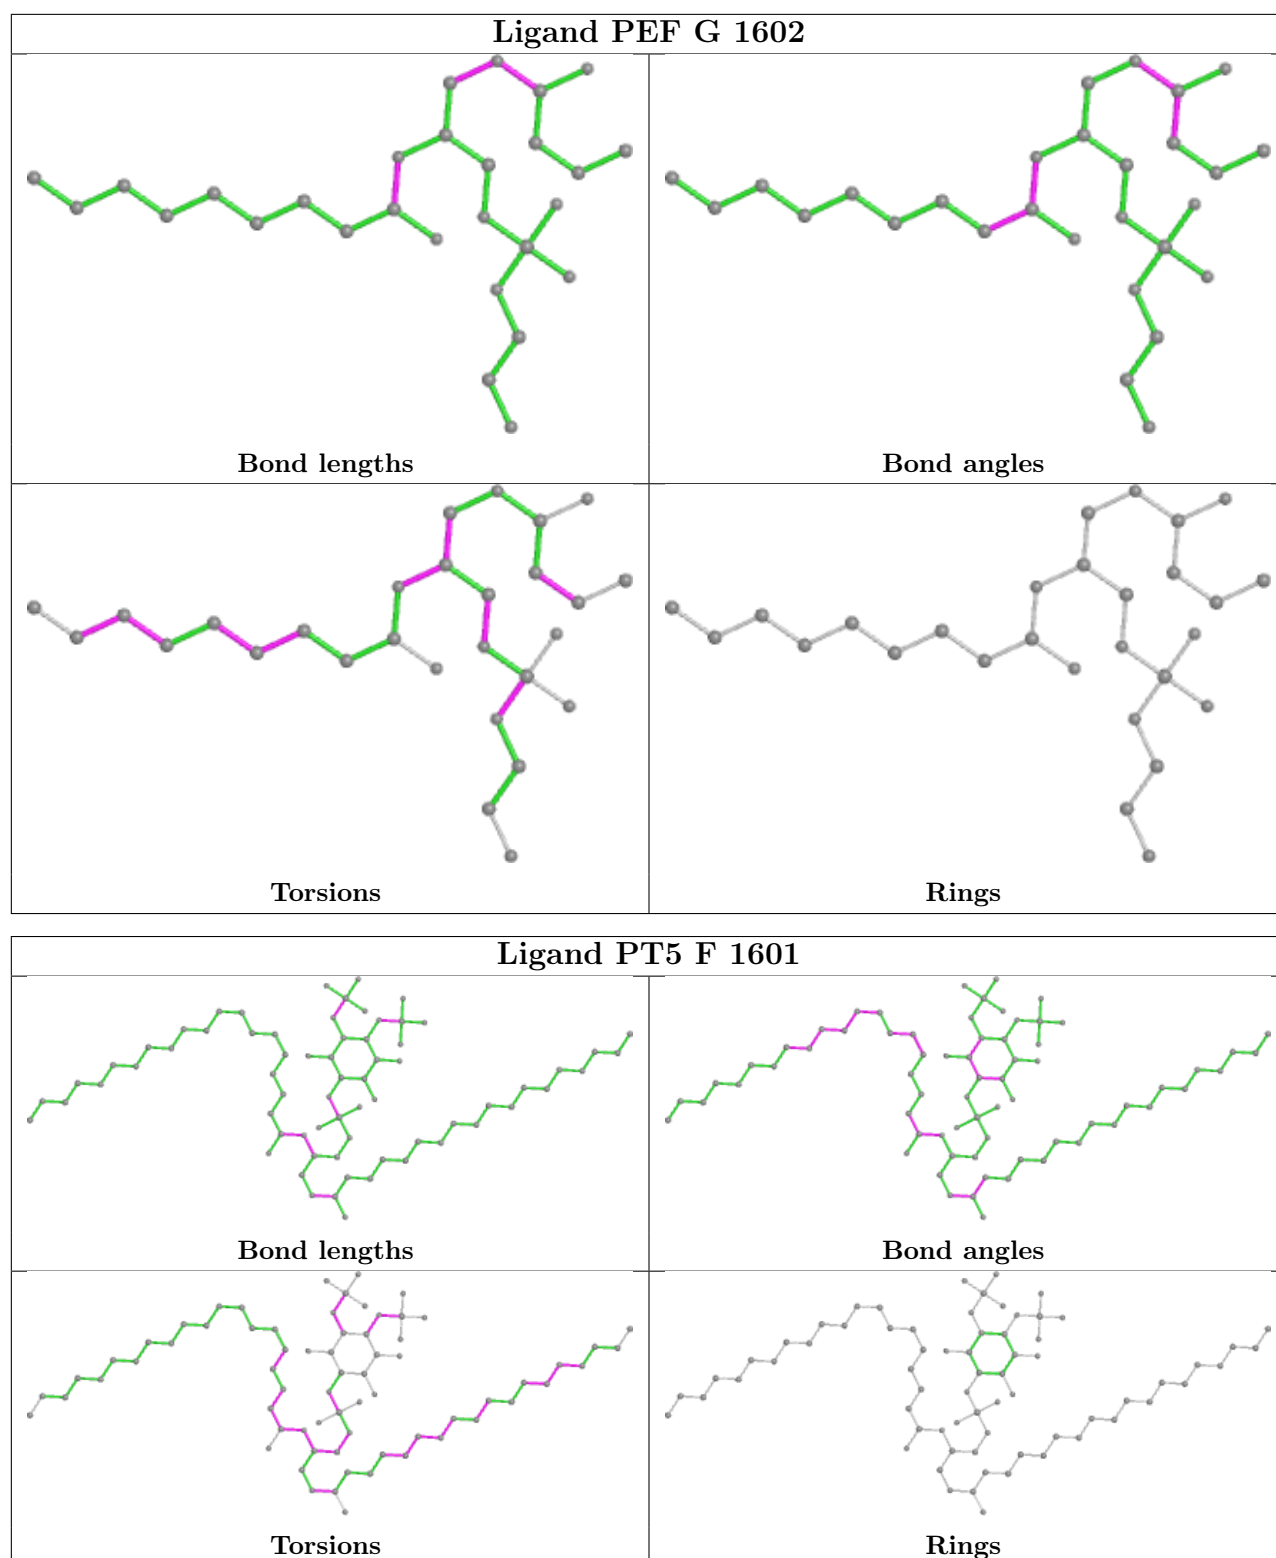 Ligand PEF G 1602
Bond lengths
Bond angles
Torsions
Rings
Ligand PT5 F 1601
Bond lengths
Bond angles
Torsions
Rings